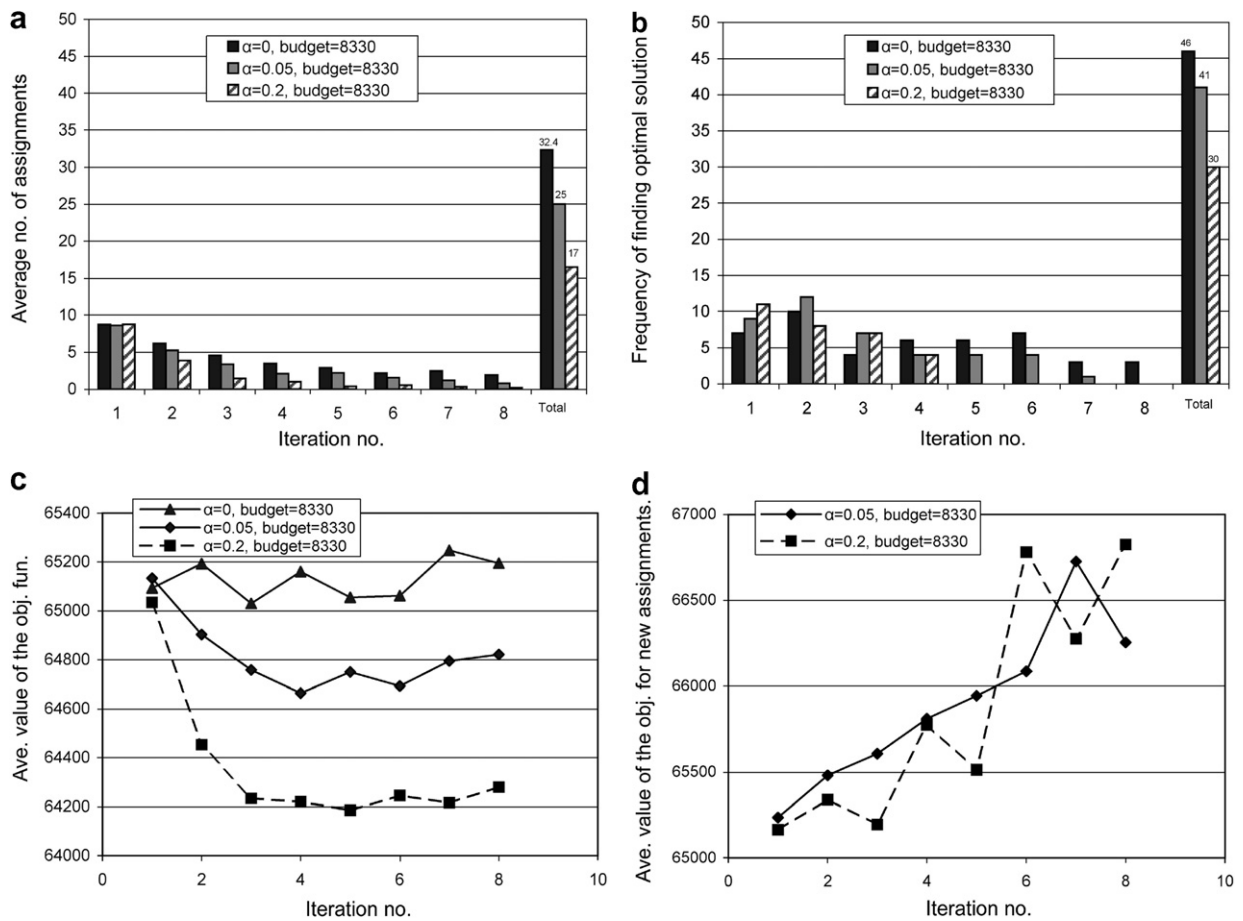 a
Average no. of assignments
50
45
40
35
30
25
20
15
10
5
0
α=0, budget=8330
α=0.05, budget=8330
α=0.2, budget=8330
32.4
25
17
1 2 3 4 5 6 7 8 Total
Iteration no.
b
Frequency of finding optimal solution
50
45
40
35
30
25
20
15
10
5
0
α=0, budget=8330
α=0.05, budget=8330
α=0.2, budget=8330
46
41
30
1 2 3 4 5 6 7 8 Total
Iteration no.
c
Ave. value of the obj. fun.
65400
65200
65000
64800
64600
64400
64200
64000
α=0, budget=8330
α=0.05, budget=8330
α=0.2, budget=8330
0 2 4 6 8 10
Iteration no.
d
Ave. value of the obj. for new assignments.
67000
66500
66000
65500
65000
α=0.05, budget=8330
α=0.2, budget=8330
0 2 4 6 8 10
Iteration no.